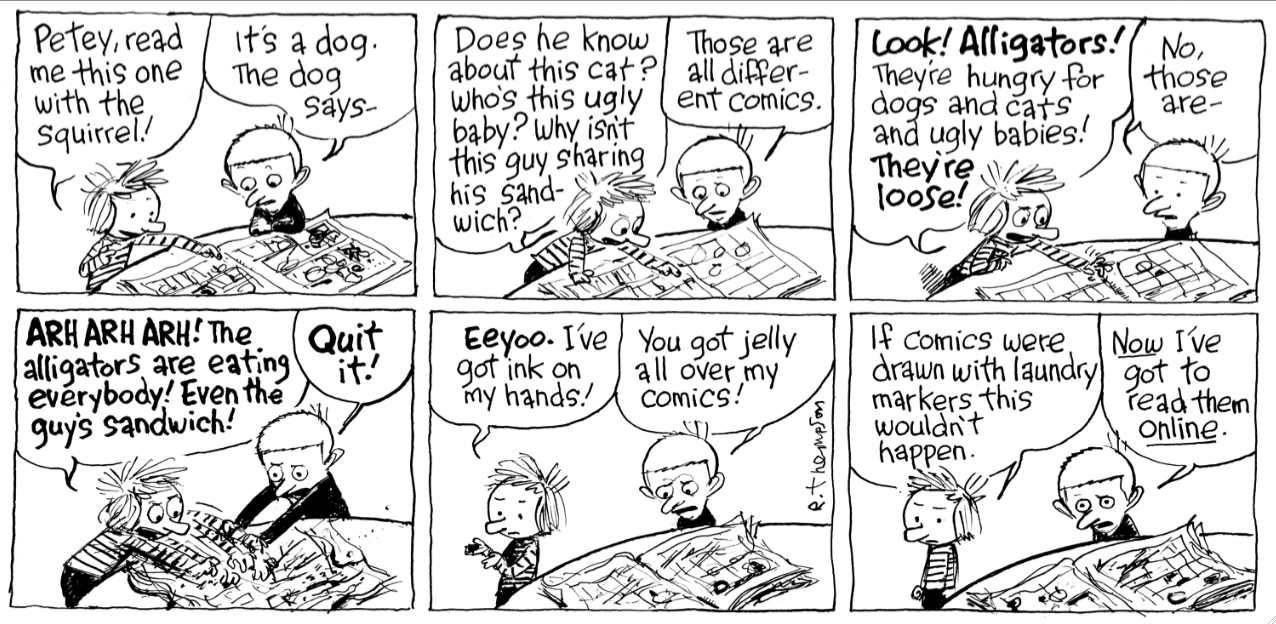 Petey, read
me this one
with the
squirrel!
It's a dog.
The dog
says-
Does he know
about this cat?
Who's this ugly
baby? Why isn't
this guy sharing
his sand-
wich?
Those are
all differ-
ent comics.
Look! Alligators!
They're hungry for
dogs and cats
and ugly babies!
They're
loose!
No,
those
are-
ARH ARH ARH! The
alligators are eating
everybody! Even the
guy's sandwich!
Quit
it!
Eeyoo. I've
got ink on
my hands!
You got jelly
all over my
comics!
R.Thompson
If comics were
drawn with laundry
markers this
wouldn't
happen.
Now I've
got to
read them
online.